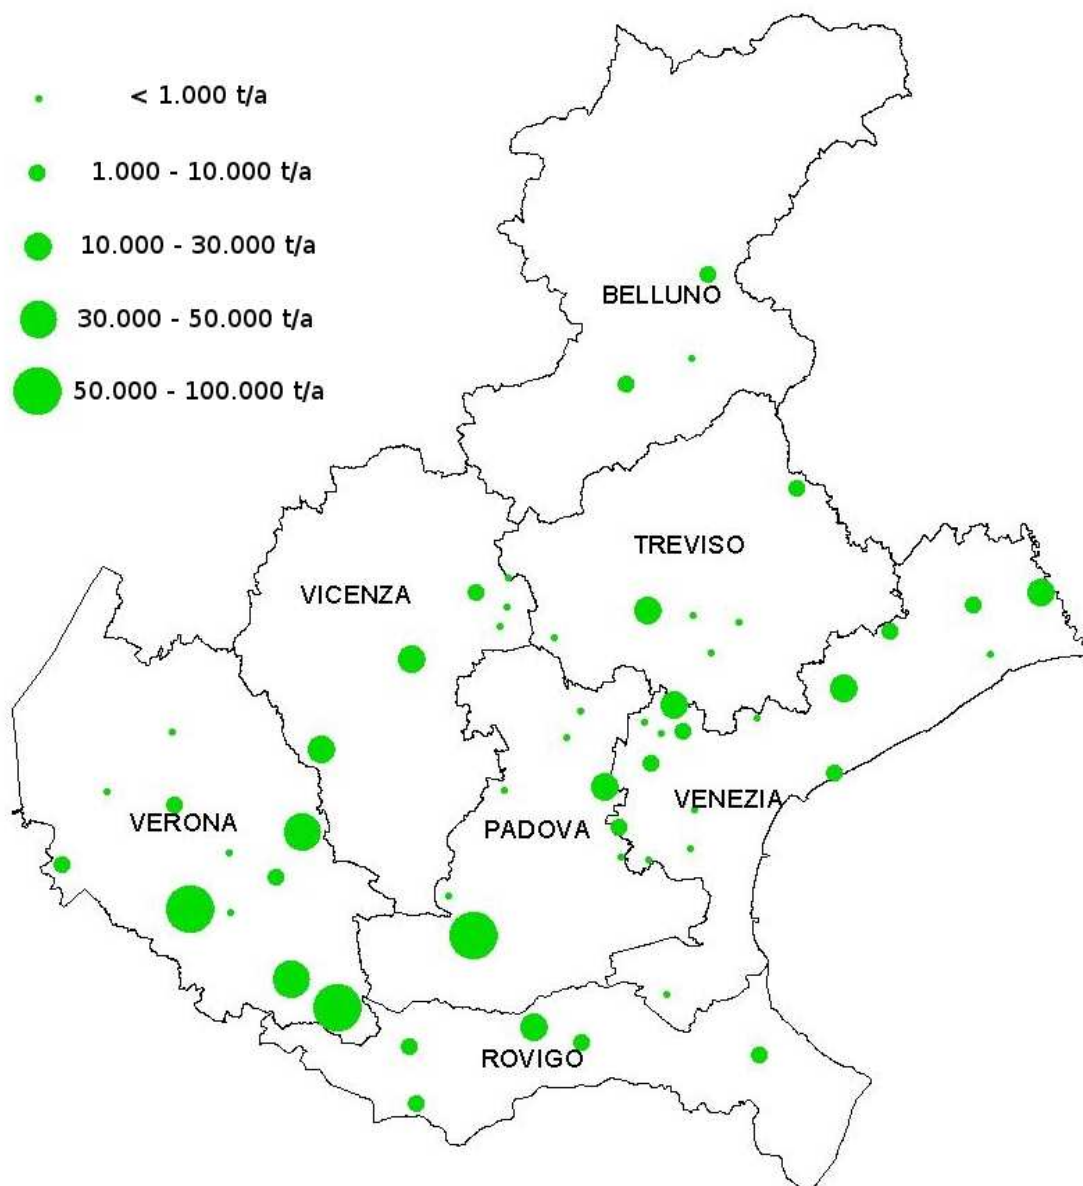 < 1.000 t/a
1.000 - 10.000 t/a
10.000 - 30.000 t/a
30.000 - 50.000 t/a
50.000 - 100.000 t/a
BELLUNO
TREVISO
VICENZA
VENEZIA
VERONA
PADOVA
ROVIGO